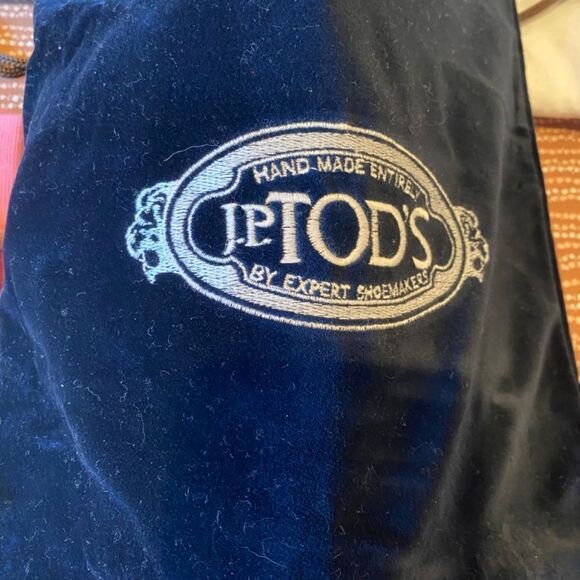 HAND MADE ENTIRELY
J.P. TOD'S
BY EXPERT SHOEMAKERS